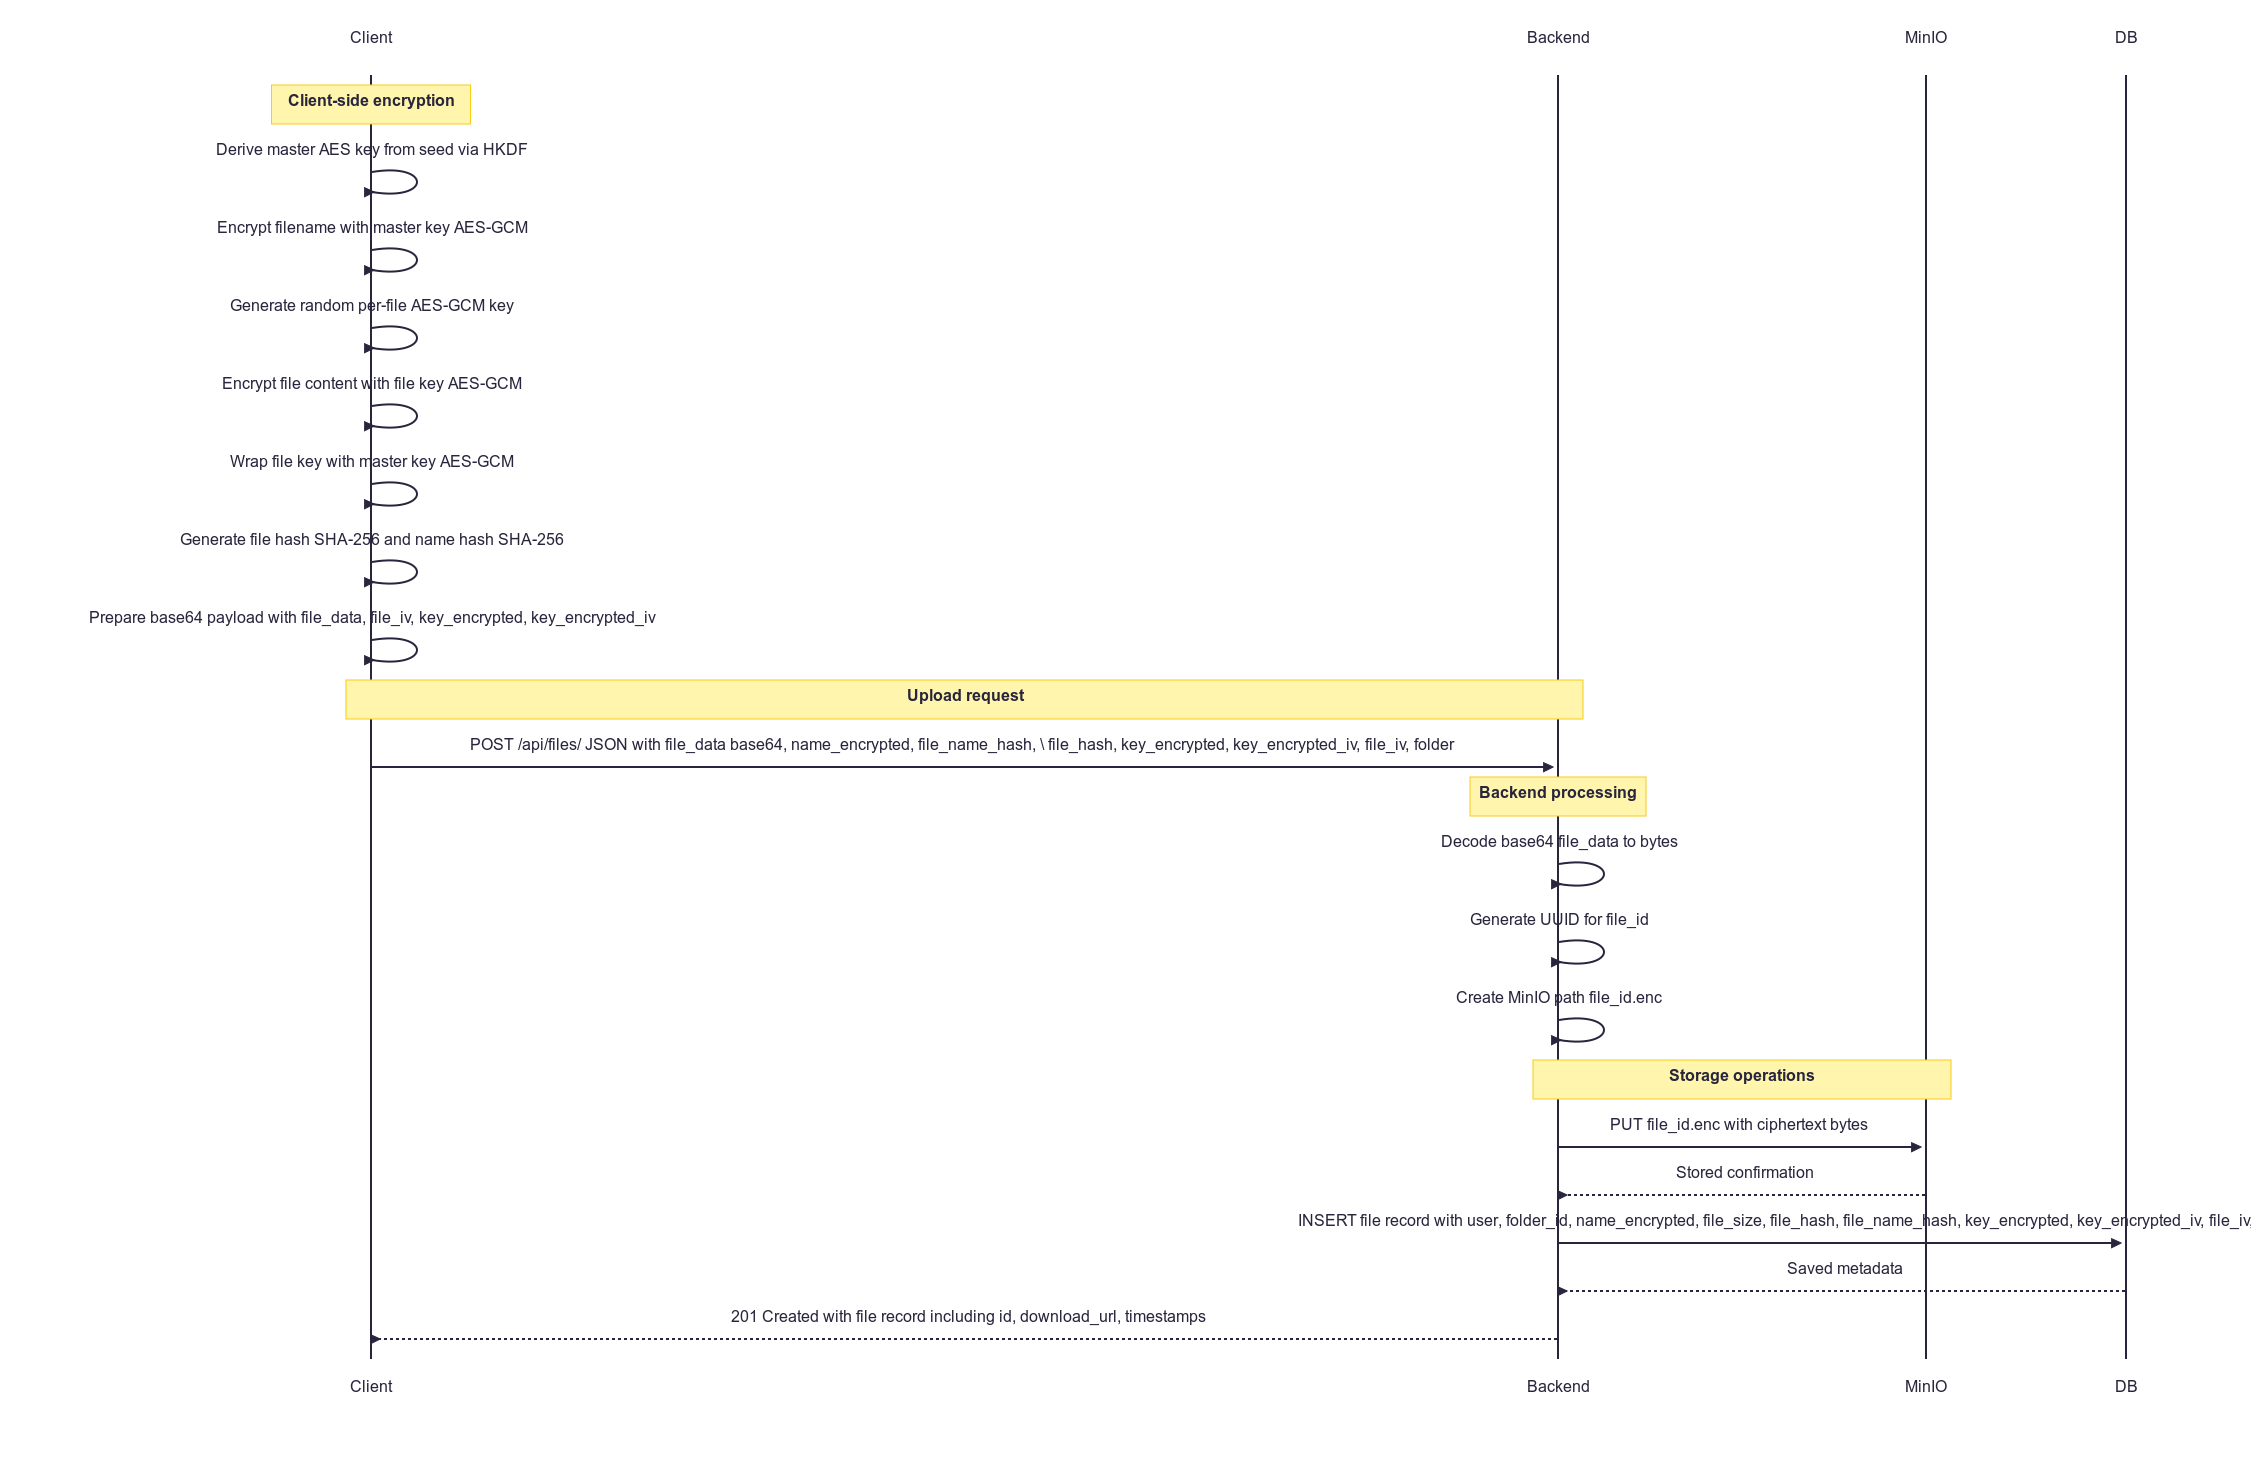 Client Backend MinIO DB
Client-side encryption
Derive master AES key from seed via HKDF
Encrypt filename with master key AES-GCM
Generate random per-file AES-GCM key
Encrypt file content with file key AES-GCM
Wrap file key with master key AES-GCM
Generate file hash SHA-256 and name hash SHA-256
Prepare base64 payload with file_data, file_iv, key_encrypted, key_encrypted_iv
Upload request
POST /api/files/ JSON with file_data base64, name_encrypted, file_name_hash, \ file_hash, key_encrypted, key_encrypted_iv, file_iv, folder
Backend processing
Decode base64 file_data to bytes
Generate UUID for file_id
Create MinIO path file_id.enc
Storage operations
PUT file_id.enc with ciphertext bytes
Stored confirmation
INSERT file record with user, folder_id, name_encrypted, file_size, file_hash, file_name_hash, key_encrypted, key_encrypted_iv, file_iv,
Saved metadata
201 Created with file record including id, download_url, timestamps
Client Backend MinIO DB